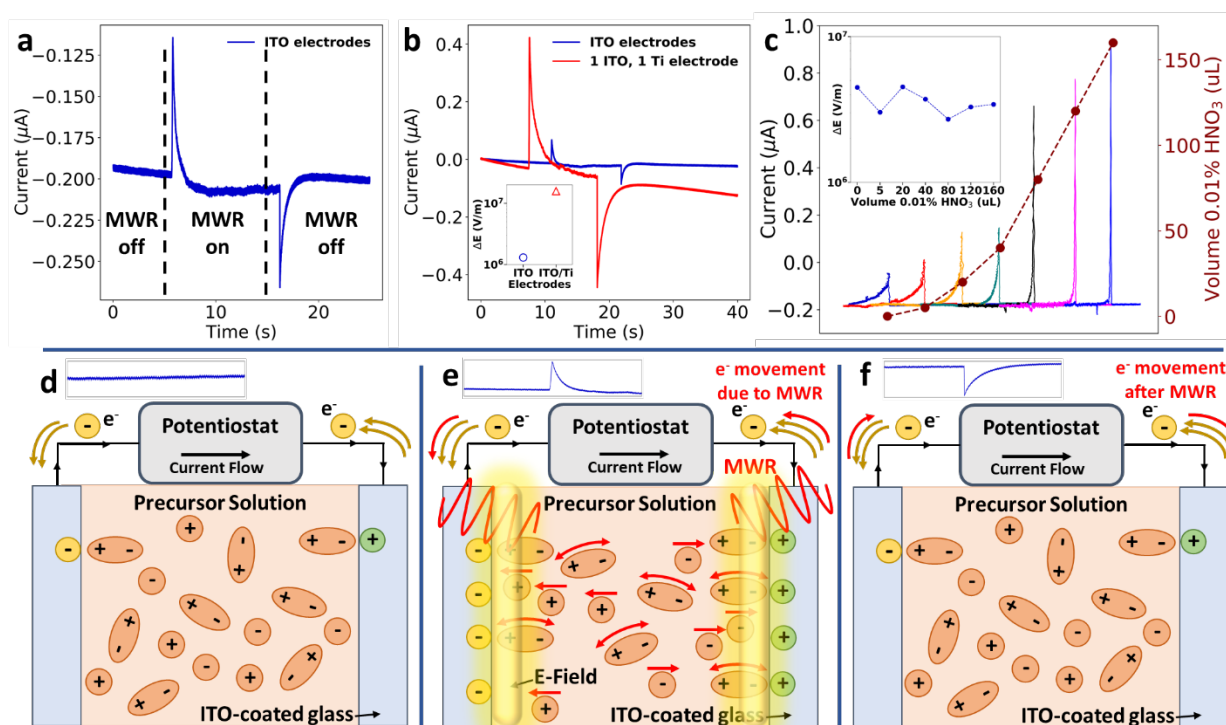 a
ITO electrodes
−0.125
−0.150
−0.175
−0.200
−0.225
−0.250
Current (μA)
MWR off
MWR on
MWR off
0
10
20
Time (s)
b
ITO electrodes
1 ITO, 1 Ti electrode
0.4
0.2
0.0
−0.2
−0.4
Current (μA)
10⁷
10⁶
ΔE (V/m)
ITO ITO/Ti
Electrodes
0 10 20 30 40
Time (s)
c
1.0
0.8
0.6
0.4
0.2
0.0
−0.2
Current (μA)
10⁷
10⁶
ΔE (V/m)
0 5 20 40 80 120 160
Volume 0.01% HNO₃ (uL)
150
100
50
0
Volume 0.01% HNO₃ (uL)
d
e⁻
-
Potentiostat
Current Flow
-
e⁻
Precursor Solution
ITO-coated glass
e
e⁻ movement
due to MWR
e⁻
-
Potentiostat
Current Flow
-
e⁻
MWR
Precursor Solution
E-Field
ITO-coated glass
f
e⁻ movement
after MWR
e⁻
-
Potentiostat
Current Flow
-
e⁻
Precursor Solution
ITO-coated glass